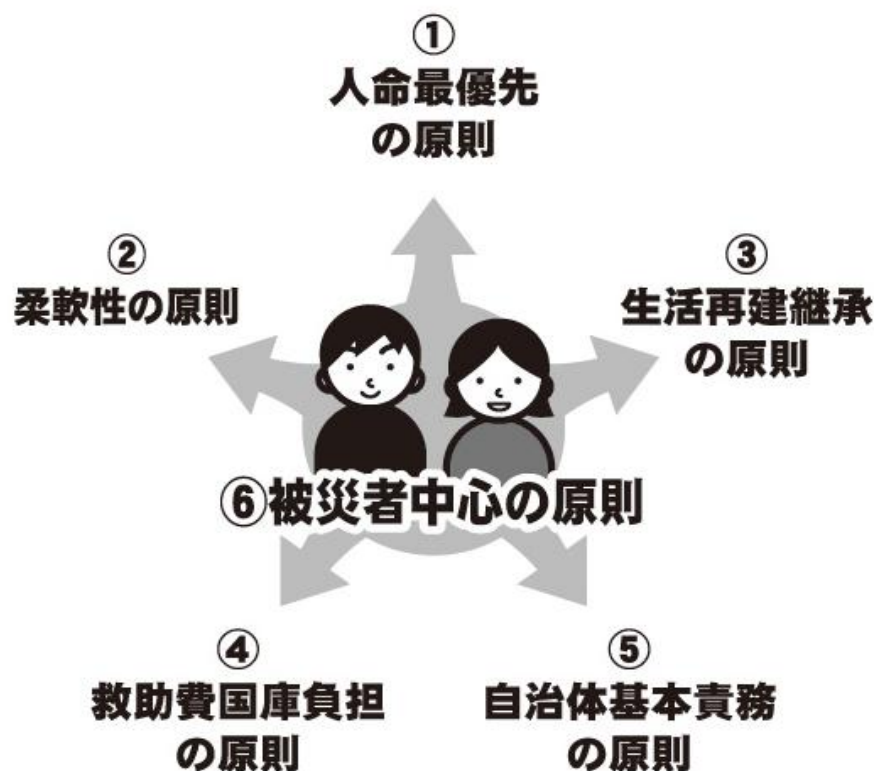 ①
人命最優先
の原則
②
柔軟性の原則
③
生活再建継承
の原則
⑥被災者中心の原則
④
救助費国庫負担
の原則
⑤
自治体基本責務
の原則